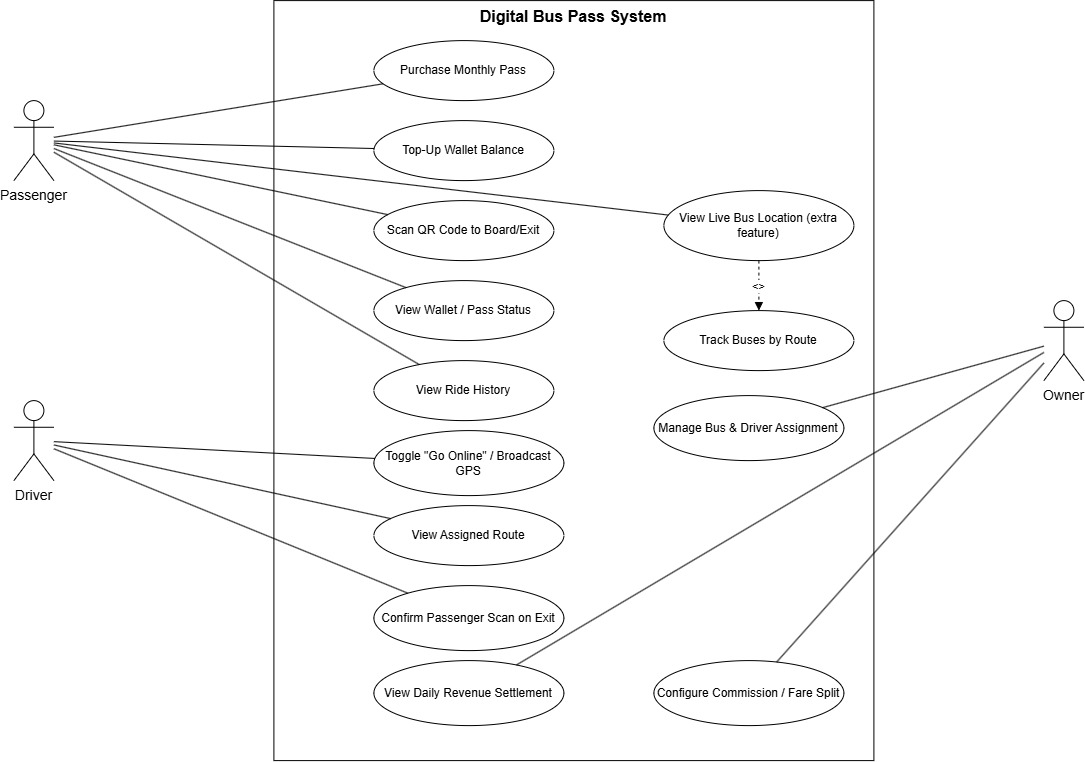 Digital Bus Pass System
Purchase Monthly Pass
Passenger
Top-Up Wallet Balance
Scan QR Code to Board/Exit
View Live Bus Location (extra
feature)
<>
View Wallet / Pass Status
Track Buses by Route
View Ride History
Owner
Manage Bus & Driver Assignment
Driver
Toggle "Go Online" / Broadcast
GPS
View Assigned Route
Confirm Passenger Scan on Exit
View Daily Revenue Settlement
Configure Commission / Fare Split